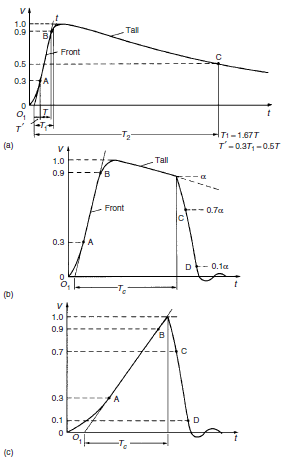 V
t
1.0
0.9
B
Tall
Front
C
0.5
0.3
A
0
O1
T
t
T'
T1
T2
T1 = 1.67T
T' = 0.3T1 = 0.5T
(a)
V
1.0
0.9
B
Tall
α
Front
C
0.7α
0.3
A
D
0.1α
0
O1
Tc
t
(b)
V
1.0
0.9
B
0.7
C
0.3
A
0.1
D
0
O1
Tc
t
(c)